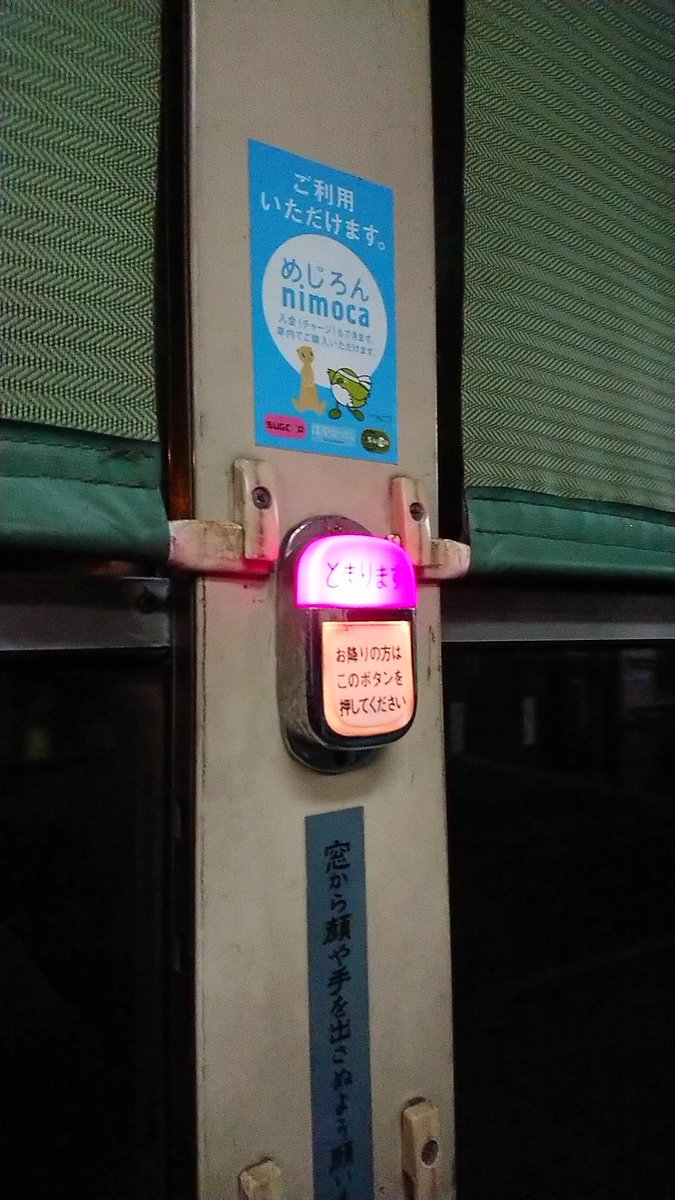 ご利用
いただけます。
めじろん
nimoca
入金(チャージ)もできます。
車内でご購入いただけます。
とまります
お降りの方は
このボタンを
押してください
窓から顔や手を出さぬよう願い